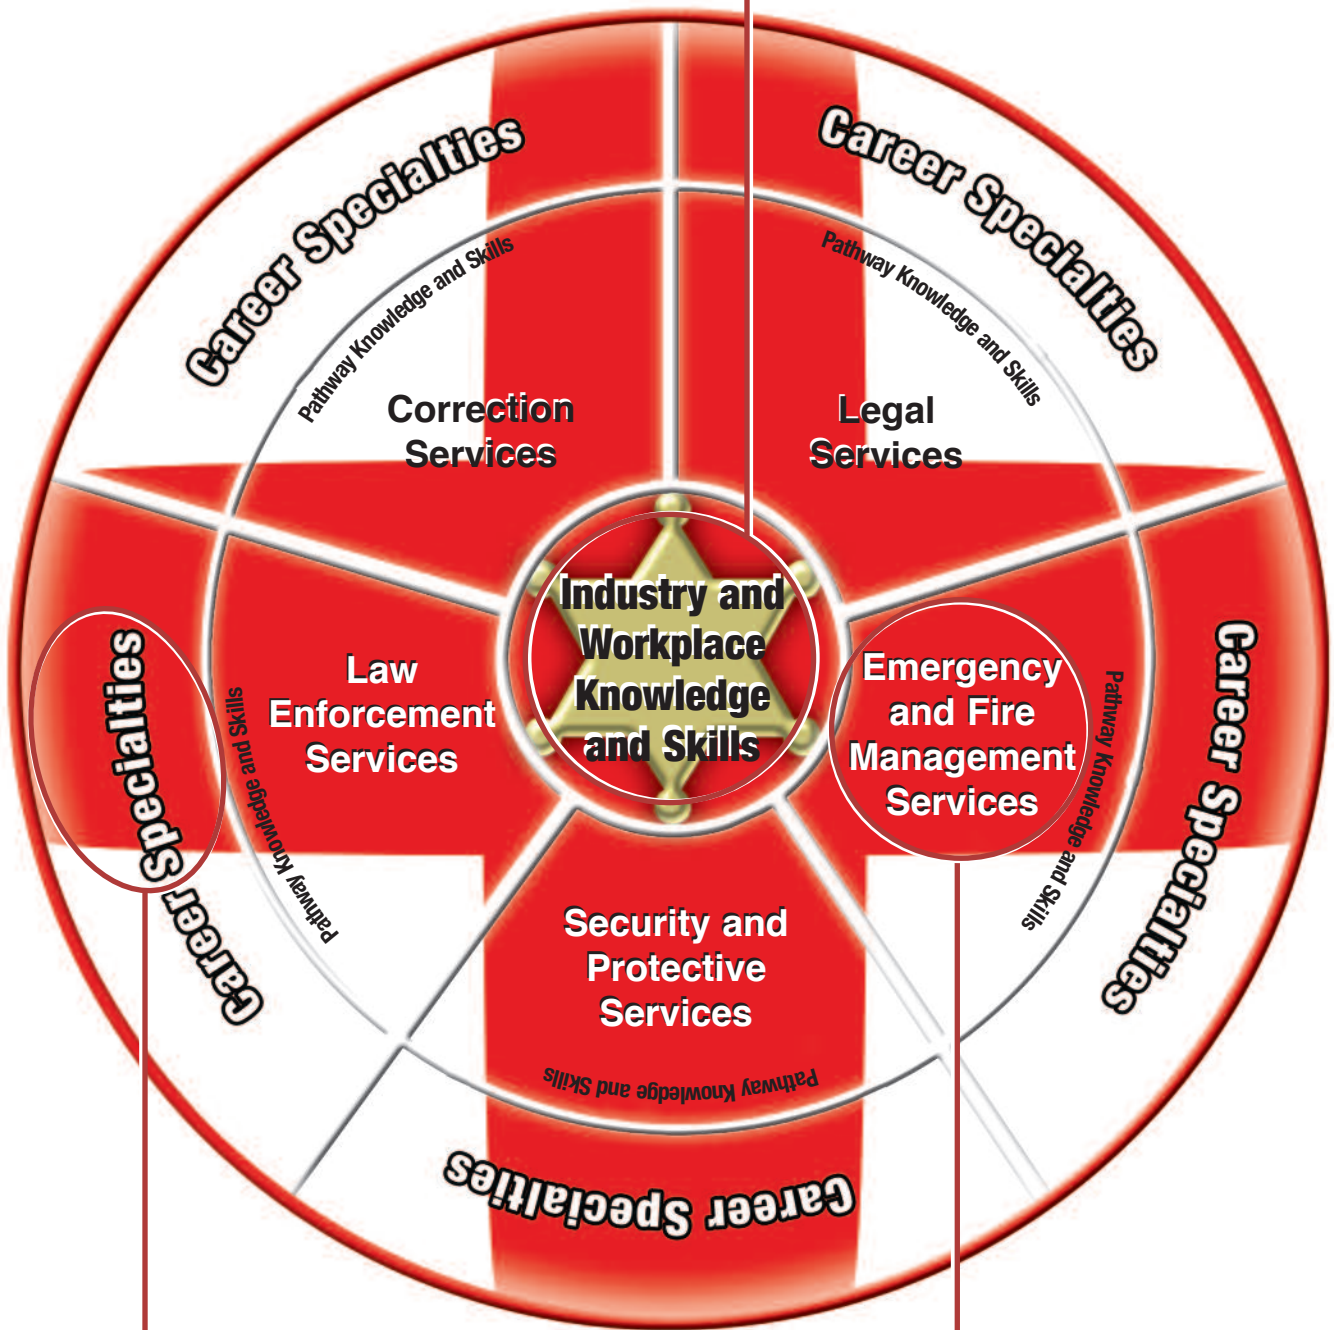 Career Specialties
Career Specialties
Pathway Knowledge and Skills
Pathway Knowledge and Skills
Correction
Services
Legal
Services
Industry and
Workplace
Knowledge
and Skills
Law
Enforcement
Services
Pathway Knowledge and Skills
Career Specialties
Emergency
and Fire
Management
Services
Pathway Knowledge and Skills
Career Specialties
Security and
Protective
Services
Pathway Knowledge and Skills
Career Specialties